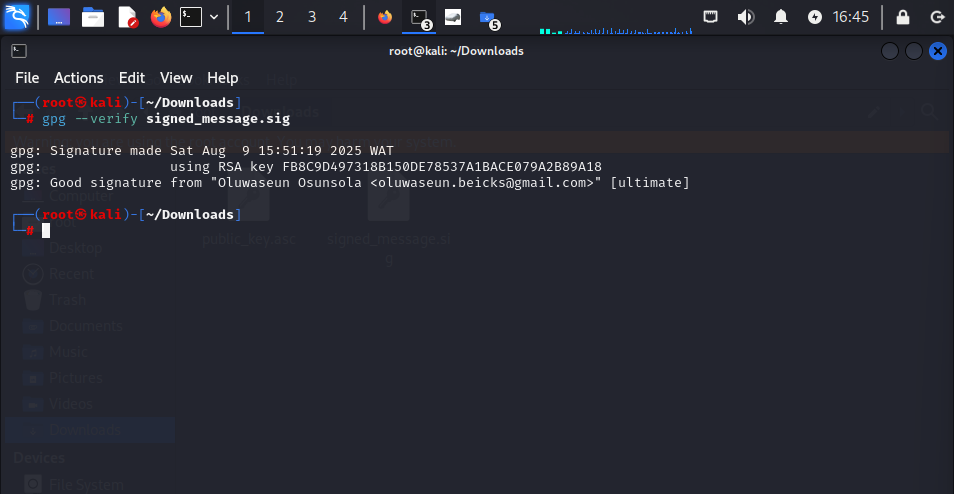 1 2 3 4 3 5 16:45
root@kali: ~/Downloads
File Actions Edit View Help
┌──(root㉿kali)-[~/Downloads]
└─# gpg --verify signed_message.sig
gpg: Signature made Sat Aug  9 15:51:19 2025 WAT
gpg:                using RSA key FB8C9D497318B150DE78537A1BACE079A2B89A18
gpg: Good signature from "Oluwaseun Osunsola <oluwaseun.beicks@gmail.com>" [ultimate]
┌──(root㉿kali)-[~/Downloads]
└─#
Computer
public_key.asc signed_message.si
g
Desktop
Recent
Trash
Documents
Music
Pictures
Videos
Downloads
Devices
File System